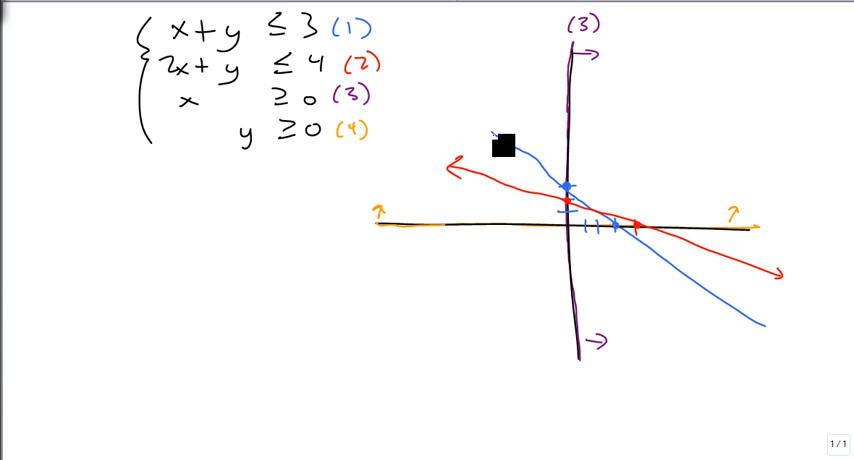 x + y ≤ 3 (1)
2x + y ≤ 4 (2)
x ≥ 0 (3)
y ≥ 0 (4)
(3)
1 / 1